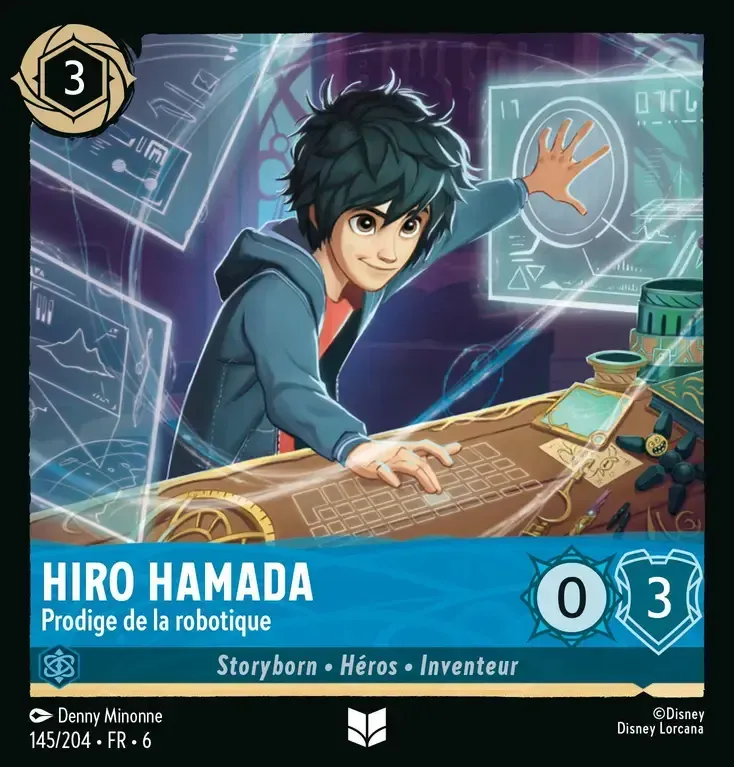 3
HIRO HAMADA
Prodige de la robotique
0
3
Storyborn • Héros • Inventeur
Denny Minonne
145/204 • FR • 6
©Disney
Disney Lorcana